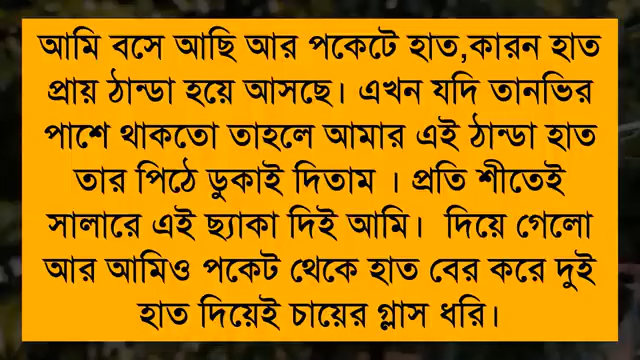 আমি বসে আছি আর পকেটে হাত,কারন হাত
প্রায় ঠান্ডা হয়ে আসছে। এখন যদি তানভির
পাশে থাকতো তাহলে আমার এই ঠান্ডা হাত
তার পিঠে ডুকাই দিতাম । প্রতি শীতেই
সালারে এই ছ্যাকা দিই আমি।  দিয়ে গেলো
আর আমিও পকেট থেকে হাত বের করে দুই
হাত দিয়েই চায়ের গ্লাস ধরি।